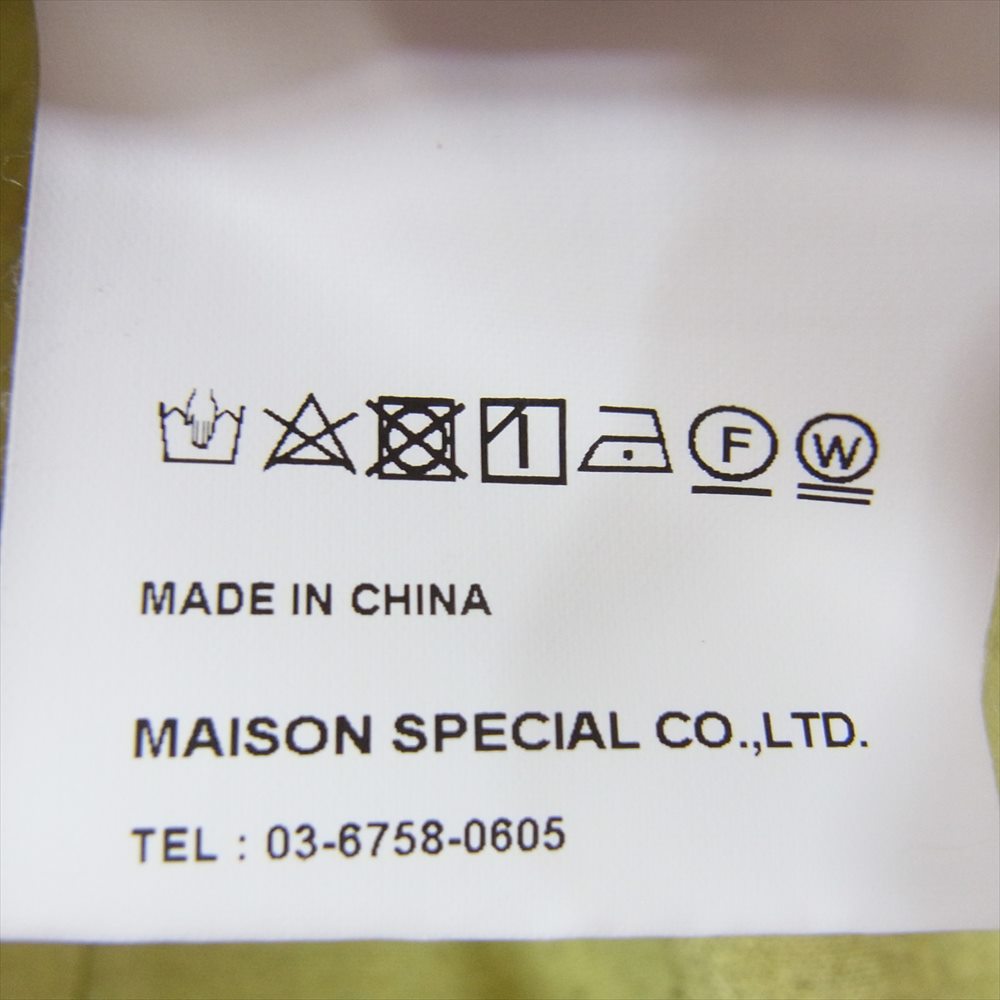 F W
MADE IN CHINA
MAISON SPECIAL CO.,LTD.
TEL : 03-6758-0605